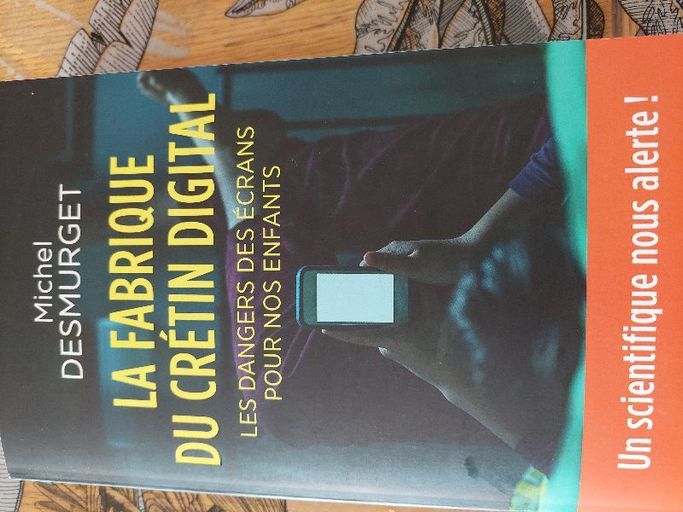 Michel
DESMURGET
LA FABRIQUE
DU CRÉTIN DIGITAL
LES DANGERS DES ÉCRANS
POUR NOS ENFANTS
Un scientifique nous alerte !